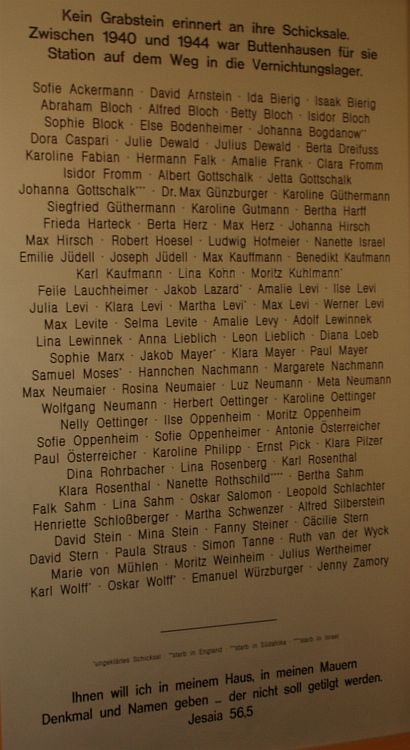 Kein Grabstein erinnert an ihre Schicksale.
Zwischen 1940 und 1944 war Buttenhausen für sie
Station auf dem Weg in die Vernichtungslager.
Sofie Ackermann · David Arnstein · Ida Bierig · Isaak Bierig
Abraham Bloch · Alfred Bloch · Betty Bloch · Isidor Bloch
Sophie Block · Else Bodenheimer · Johanna Bogdanow**
Dora Caspari · Julie Dewald · Julius Dewald · Berta Dreifuss
Karoline Fabian · Hermann Falk · Amalie Frank · Clara Fromm
Isidor Fromm · Albert Gottschalk · Jetta Gottschalk
Johanna Gottschalk*** · Dr. Max Günzburger · Karoline Güthermann
Siegfried Güthermann · Karoline Gutmann · Bertha Harff
Frieda Harteck · Berta Herz · Max Herz · Johanna Hirsch
Max Hirsch · Robert Hoesel · Ludwig Hofmeier · Nanette Israel
Emilie Jüdell · Joseph Jüdell · Max Kauffmann · Benedikt Kaufmann
Karl Kaufmann · Lina Kohn · Moritz Kuhlmann*
Feile Lauchheimer · Jakob Lazard* · Amalie Levi · Ilse Levi
Julia Levi · Klara Levi · Martha Levi* · Max Levi · Werner Levi
Max Levite · Selma Levite · Amalie Levy · Adolf Lewinnek
Lina Lewinnek · Anna Lieblich · Leon Lieblich · Diana Loeb
Sophie Marx · Jakob Mayer* · Klara Mayer · Paul Mayer
Samuel Moses* · Hannchen Nachmann · Margarete Nachmann
Max Neumaier · Rosina Neumaier · Luz Neumann · Meta Neumann
Wolfgang Neumann · Herbert Oettinger · Karoline Oettinger
Nelly Oettinger · Ilse Oppenheim · Moritz Oppenheim
Sofie Oppenheim · Sofie Oppenheimer · Antonie Österreicher
Paul Österreicher · Karoline Philipp · Ernst Pick · Klara Pilzer
Dina Rohrbacher · Lina Rosenberg · Karl Rosenthal
Klara Rosenthal · Nanette Rothschild**** · Bertha Sahm
Falk Sahm · Lina Sahm · Oskar Salomon · Leopold Schlachter
Henriette Schloßberger · Martha Schwenzer · Alfred Silberstein
David Stein · Mina Stein · Fanny Steiner · Cäcilie Stern
David Stern · Paula Straus · Simon Tanne · Ruth van der Wyck
Marie von Mühlen · Moritz Weinheim · Julius Wertheimer
Karl Wolff* · Oskar Wolff* · Emanuel Würzburger · Jenny Zamory
*ungeklärtes Schicksal · **starb in England · ***starb in Südafrika · ****starb in Israel
Ihnen will ich in meinem Haus, in meinen Mauern
Denkmal und Namen geben ... der nicht soll getilgt werden.
Jesaia 56,5